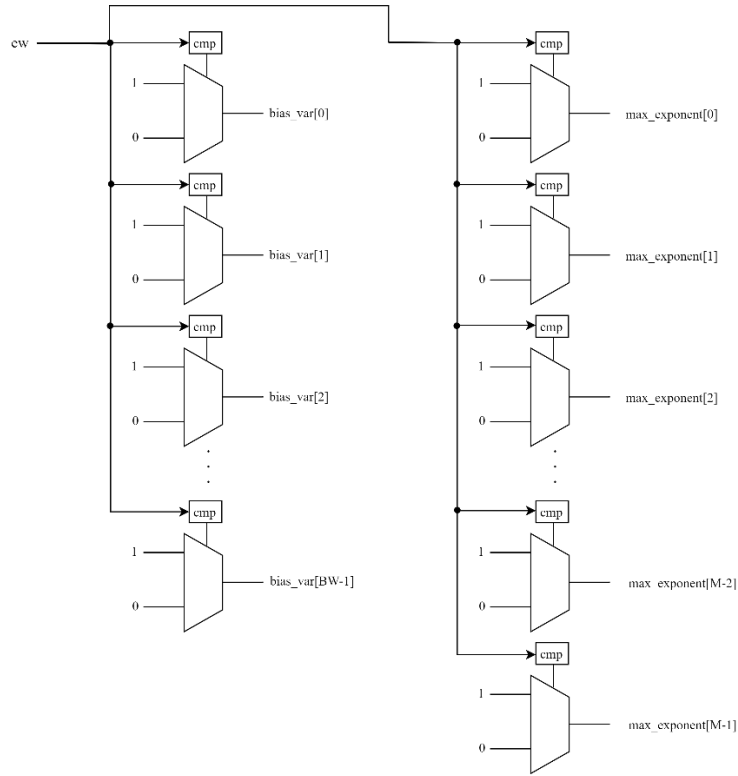 ew
cmp
1
0
bias_var[0]
cmp
1
0
bias_var[1]
cmp
1
0
bias_var[2]
cmp
1
0
bias_var[BW-1]
cmp
1
0
max_exponent[0]
cmp
1
0
max_exponent[1]
cmp
1
0
max_exponent[2]
cmp
1
0
max_exponent[M-2]
cmp
1
0
max_exponent[M-1]